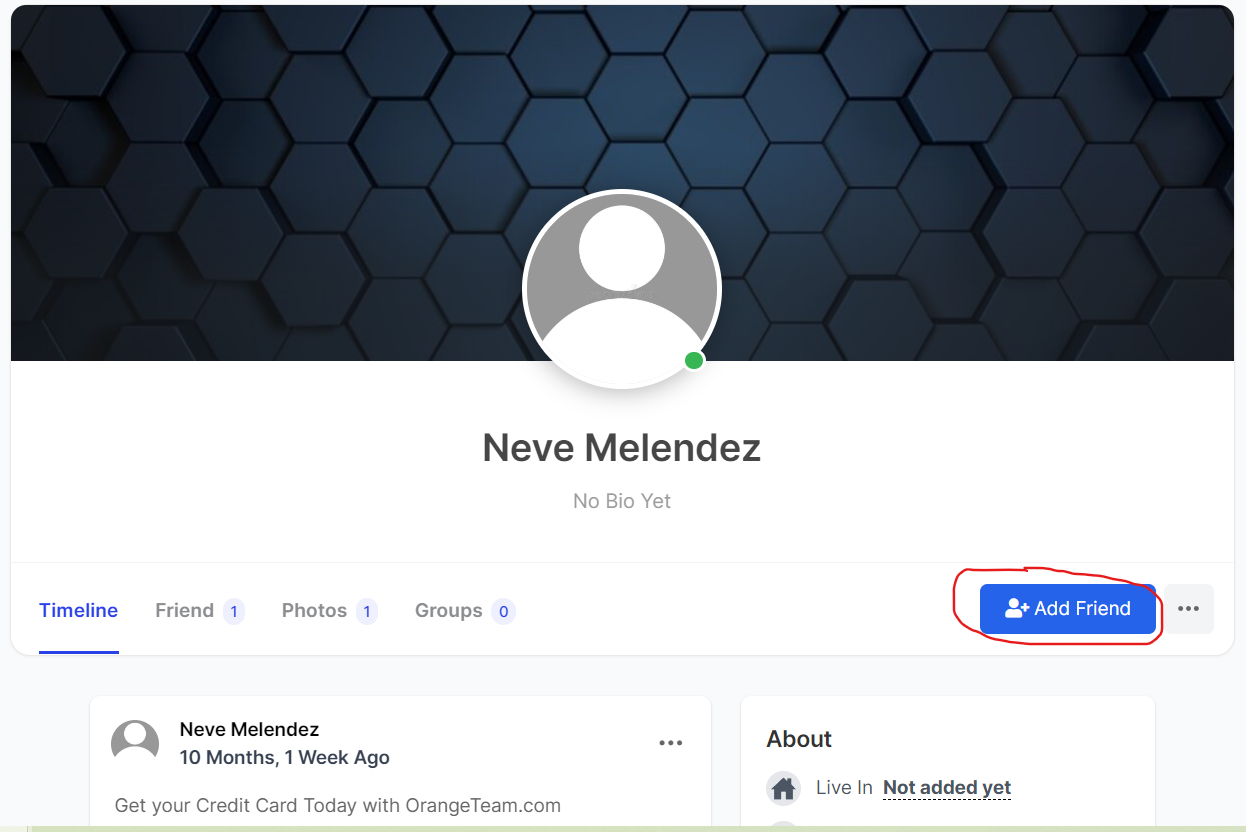 Neve Melendez
No Bio Yet
Timeline Friend 1 Photos 1 Groups 0 Add Friend
Neve Melendez
10 Months, 1 Week Ago
Get your Credit Card Today with OrangeTeam.com
About
Live In Not added yet